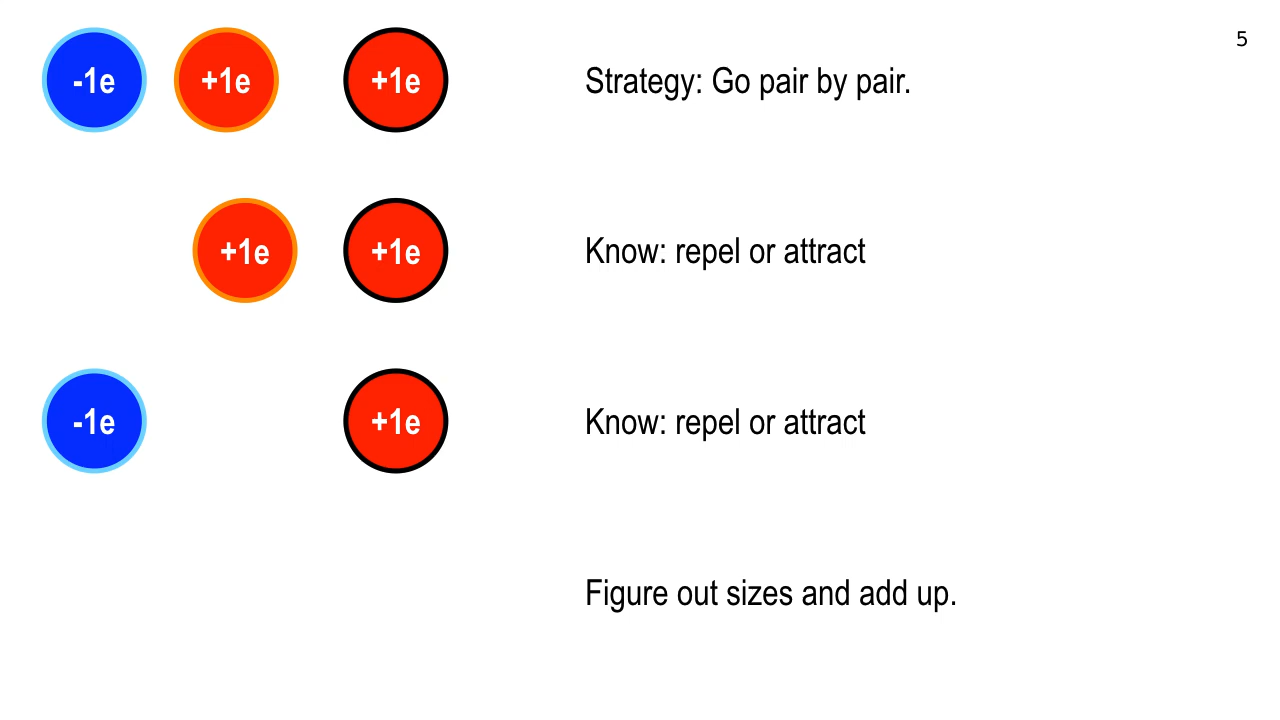 5
-1e +1e +1e Strategy: Go pair by pair.
+1e +1e Know: repel or attract
-1e +1e Know: repel or attract
Figure out sizes and add up.